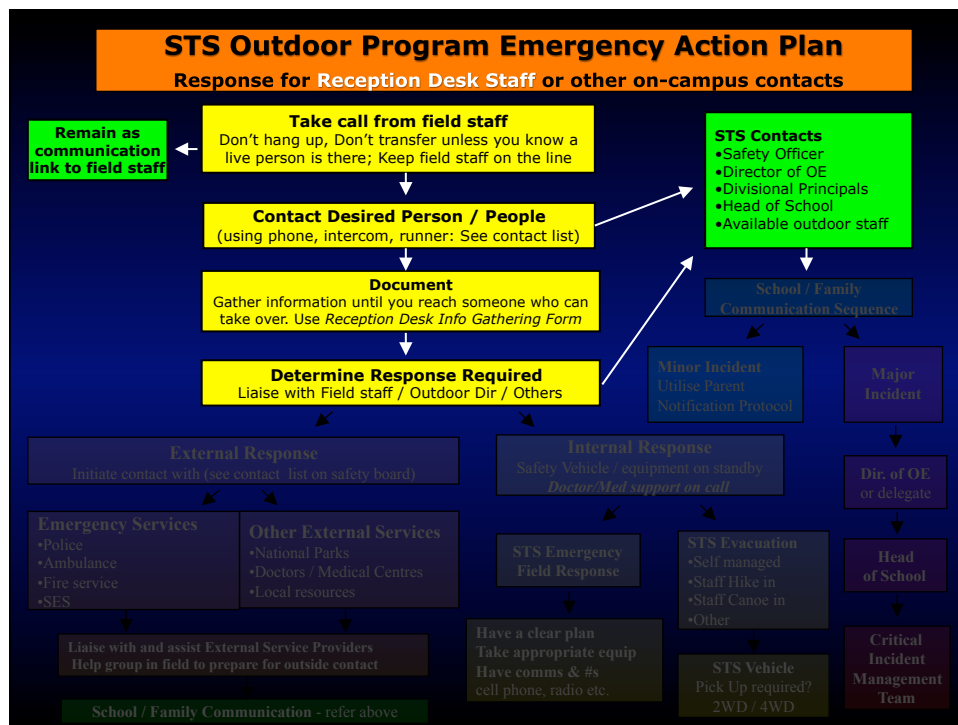 STS Outdoor Program Emergency Action Plan
Response for Reception Desk Staff or other on-campus contacts
Take call from field staff
Don’t hang up, Don’t transfer unless you know a
live person is there; Keep field staff on the line
Remain as
communication
link to field staff
STS Contacts
•Safety Officer
•Director of OE
•Divisional Principals
•Head of School
•Available outdoor staff
Contact Desired Person / People
(using phone, intercom, runner: See contact list)
Document
Gather information until you reach someone who can
take over. Use Reception Desk Info Gathering Form
School / Family
Communication Sequence
Determine Response Required
Liaise with Field staff / Outdoor Dir / Others
Minor Incident
Utilise Parent
Notification Protocol
Major
Incident
External Response
Initiate contact with (see contact list on safety board)
Internal Response
Safety Vehicle / equipment on standby
Doctor/Med support on call
Dir. of OE
or delegate
Emergency Services
•Police
•Ambulance
•Fire service
•SES
Other External Services
•National Parks
•Doctors / Medical Centres
•Local resources
STS Emergency
Field Response
STS Evacuation
•Self managed
•Staff Hike in
•Staff Canoe in
•Other
Head
of School
Liaise with and assist External Service Providers
Help group in field to prepare for outside contact
Have a clear plan
Take appropriate equip
Have comms & #s
cell phone, radio etc.
STS Vehicle
Pick Up required?
2WD / 4WD
Critical
Incident
Management
Team
School / Family Communication - refer above